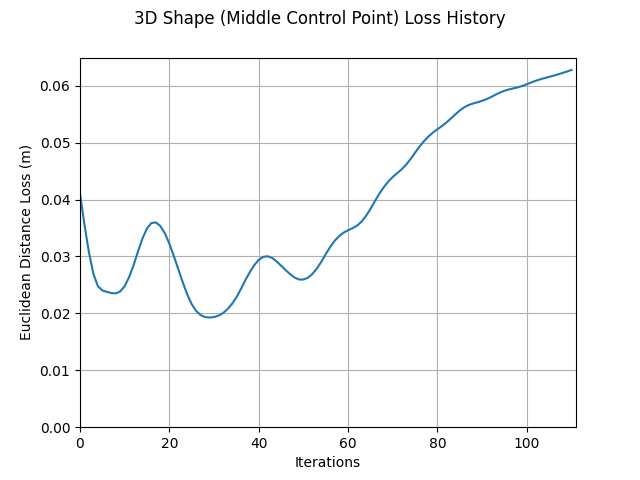 3D Shape (Middle Control Point) Loss History
0.06
0.05
0.04
0.03
0.02
0.01
0.00
Euclidean Distance Loss (m)
0 20 40 60 80 100
Iterations